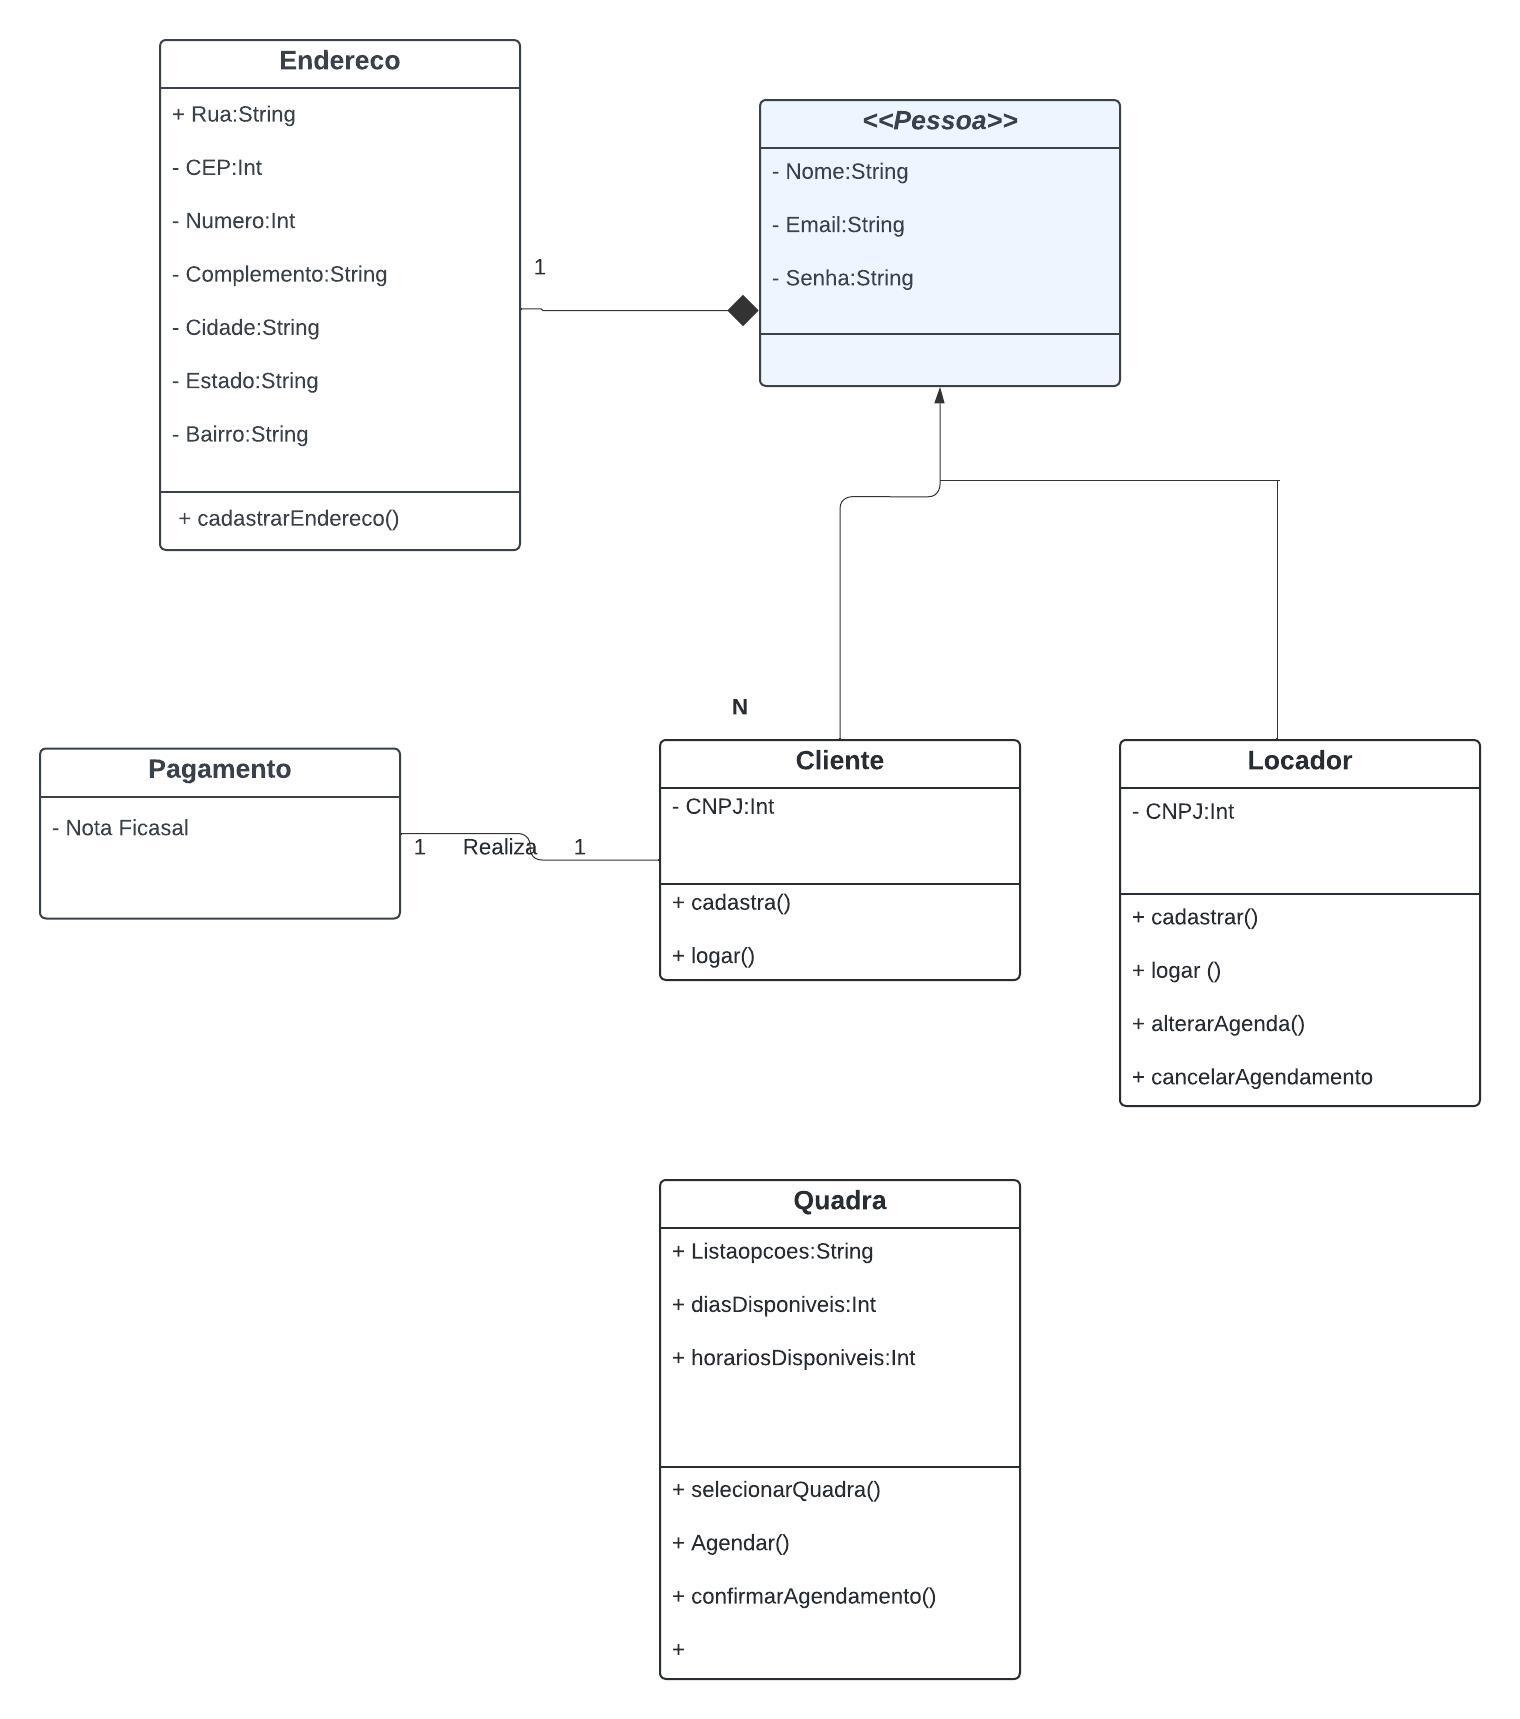 Endereco
+ Rua:String
- CEP:Int
- Numero:Int
- Complemento:String
- Cidade:String
- Estado:String
- Bairro:String
+ cadastrarEndereco()
1
<<Pessoa>>
- Nome:String
- Email:String
- Senha:String
N
Pagamento
- Nota Ficasal
1 Realiza 1
Cliente
- CNPJ:Int
+ cadastra()
+ logar()
Locador
- CNPJ:Int
+ cadastrar()
+ logar ()
+ alterarAgenda()
+ cancelarAgendamento
Quadra
+ Listaopcoes:String
+ diasDisponiveis:Int
+ horariosDisponiveis:Int
+ selecionarQuadra()
+ Agendar()
+ confirmarAgendamento()
+